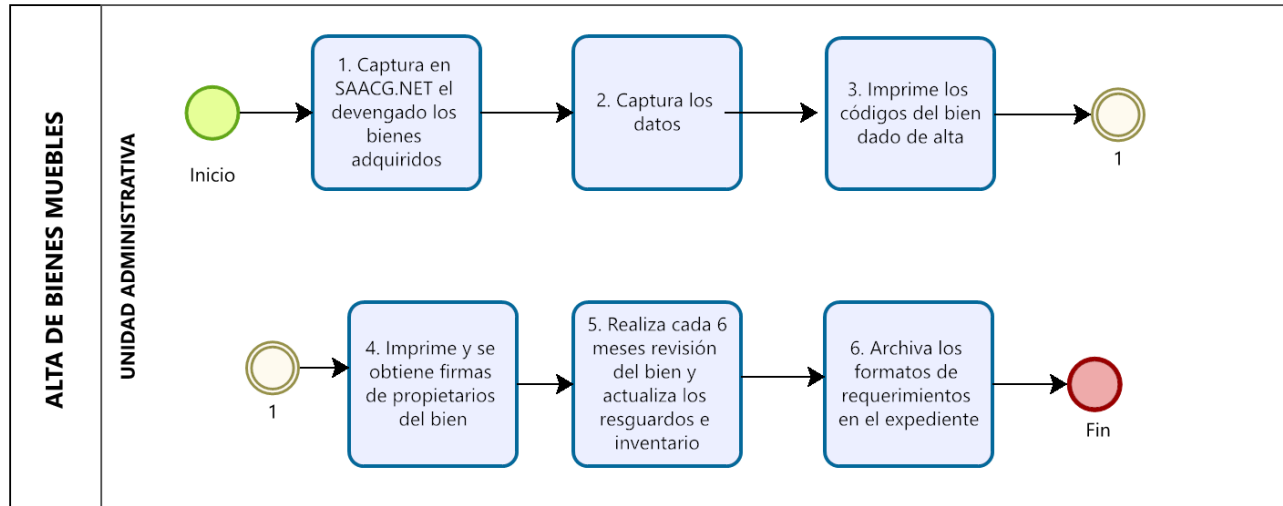 ALTA DE BIENES MUEBLES
UNIDAD ADMINISTRATIVA
Inicio
1. Captura en
SAACG.NET el
devengado los
bienes
adquiridos
2. Captura los
datos
3. Imprime los
códigos del bien
dado de alta
1
1
4. Imprime y se
obtiene firmas
de propietarios
del bien
5. Realiza cada 6
meses revisión
del bien y
actualiza los
resguardos e
inventario
6. Archiva los
formatos de
requerimientos
en el expediente
Fin